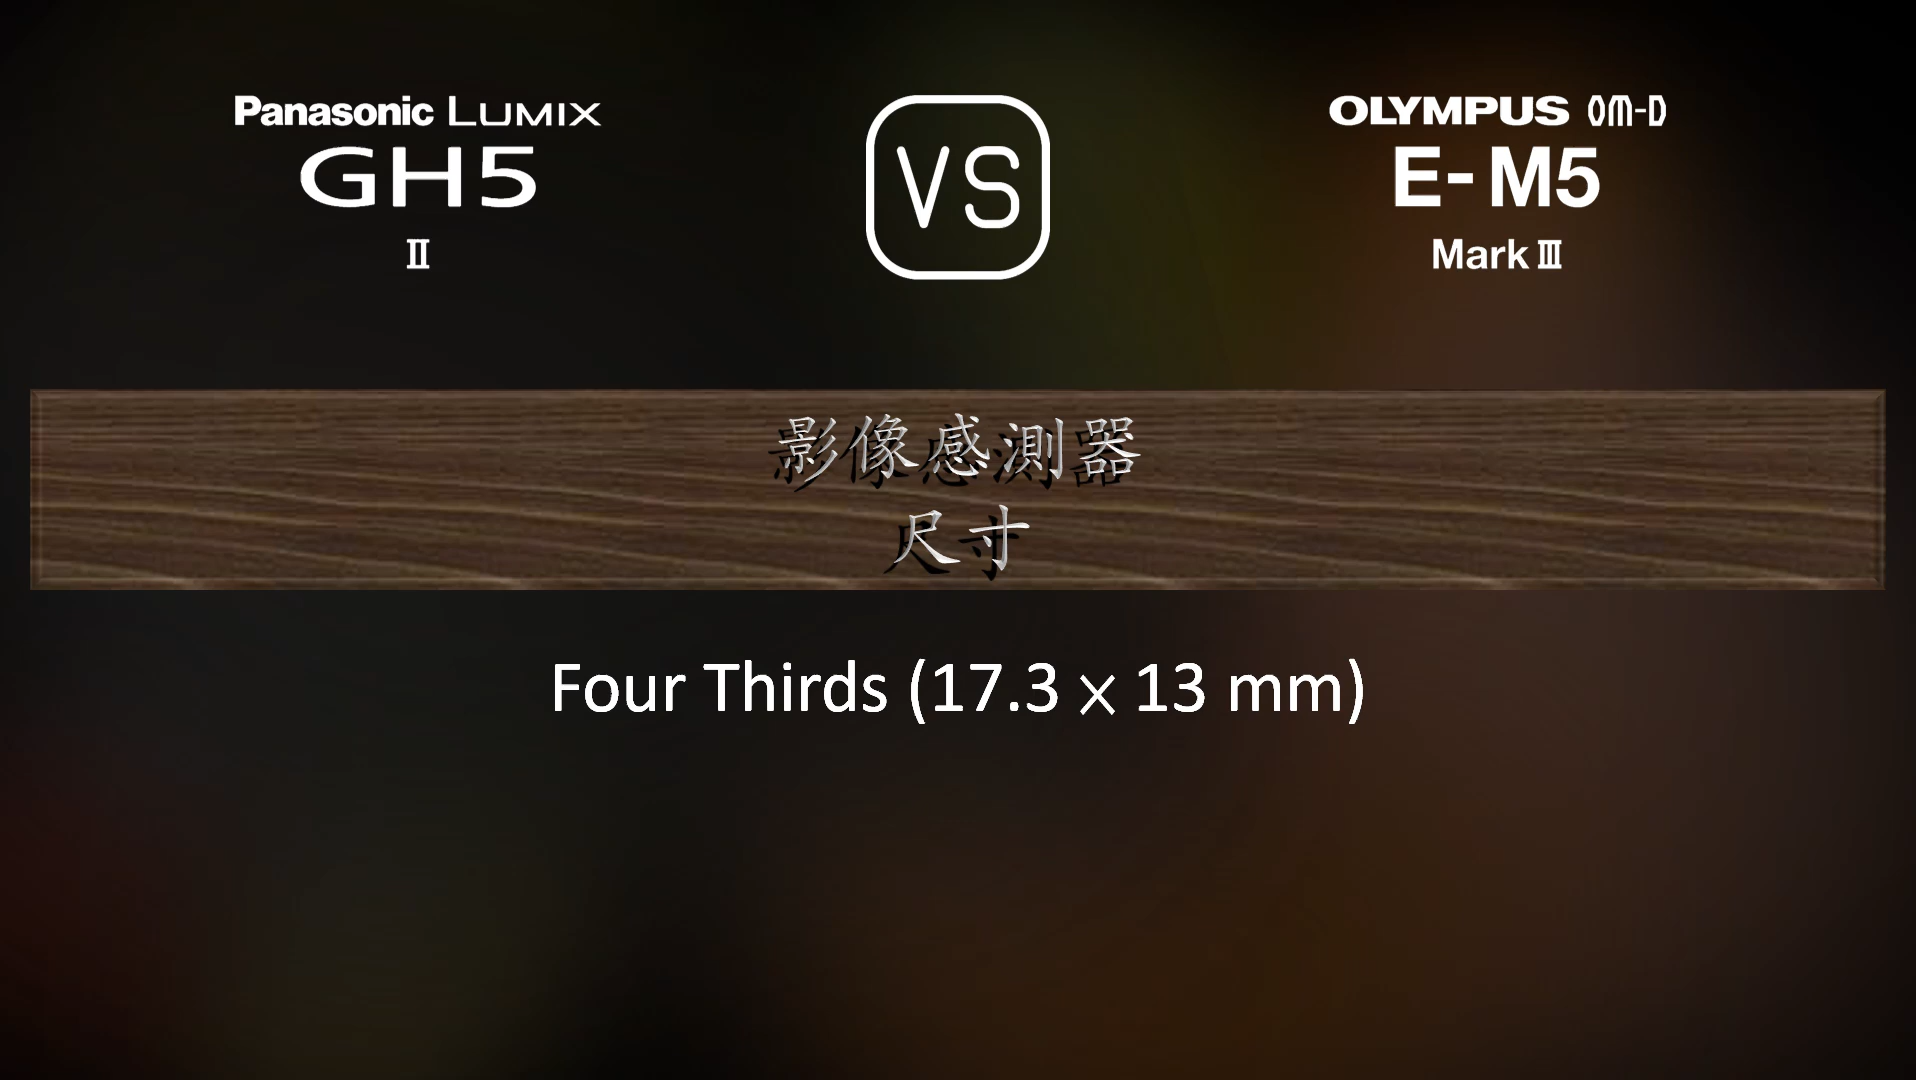 Panasonic LUMIX
GH5
II
VS
OLYMPUS OM-D
E-M5
Mark III
影像感測器
尺寸
Four Thirds (17.3 x 13 mm)